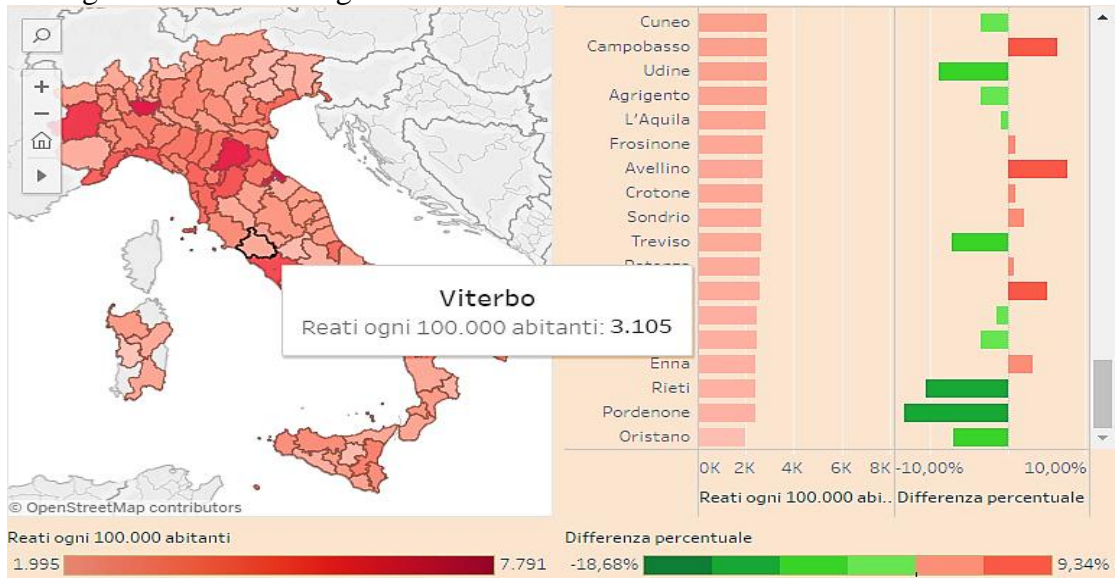 Viterbo
Reati ogni 100.000 abitanti: 3.105
© OpenStreetMap contributors
Cuneo
Campobasso
Udine
Agrigento
L'Aquila
Frosinone
Avellino
Crotone
Sondrio
Treviso
Potenza
Enna
Rieti
Pordenone
Oristano
0K 2K 4K 6K 8K -10,00% 10,00%
Reati ogni 100.000 abi.. Differenza percentuale
Reati ogni 100.000 abitanti
1.995 7.791
Differenza percentuale
-18,68% 9,34%